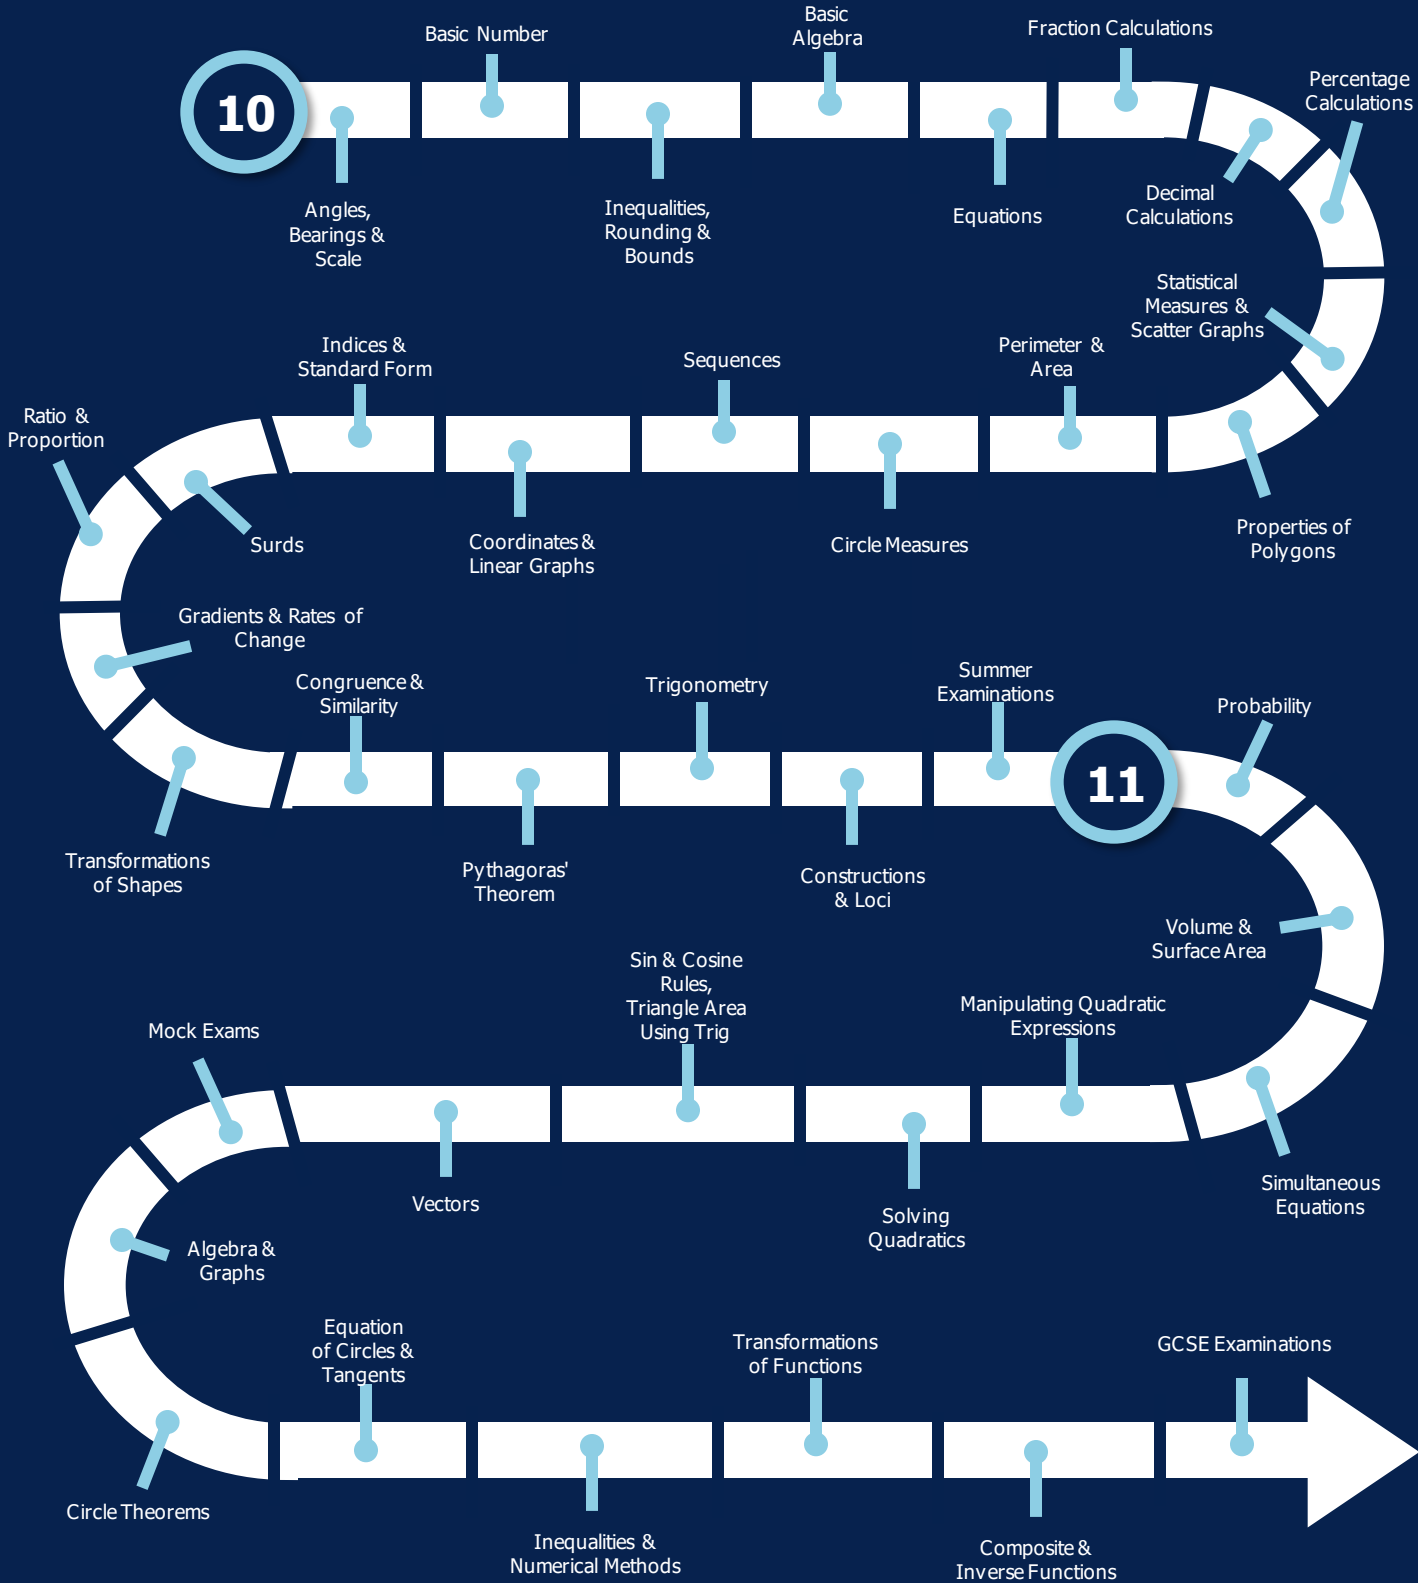 10
Angles,
Bearings &
Scale
Basic Number
Inequalities,
Rounding &
Bounds
Basic
Algebra
Equations
Fraction Calculations
Decimal
Calculations
Percentage
Calculations
Statistical
Measures &
Scatter Graphs
Properties of
Polygons
Perimeter &
Area
Circle Measures
Sequences
Coordinates &
Linear Graphs
Indices &
Standard Form
Surds
Ratio &
Proportion
Gradients & Rates of
Change
Transformations
of Shapes
Congruence &
Similarity
Pythagoras'
Theorem
Trigonometry
Constructions
& Loci
Summer
Examinations
11
Probability
Volume &
Surface Area
Simultaneous
Equations
Manipulating Quadratic
Expressions
Solving
Quadratics
Sin & Cosine
Rules,
Triangle Area
Using Trig
Vectors
Mock Exams
Algebra &
Graphs
Circle Theorems
Equation
of Circles &
Tangents
Inequalities &
Numerical Methods
Transformations
of Functions
Composite &
Inverse Functions
GCSE Examinations